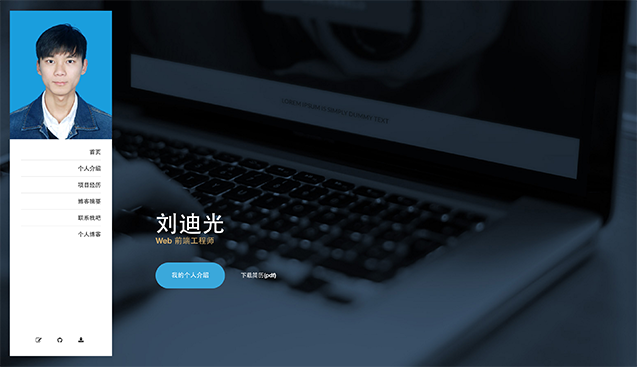 首页
个人介绍
项目经历
博客摘要
联系我吧
个人博客
LOREM IPSUM IS SIMPLY DUMMY TEXT
刘迪光
Web 前端工程师
我的个人介绍
下载简历(pdf)